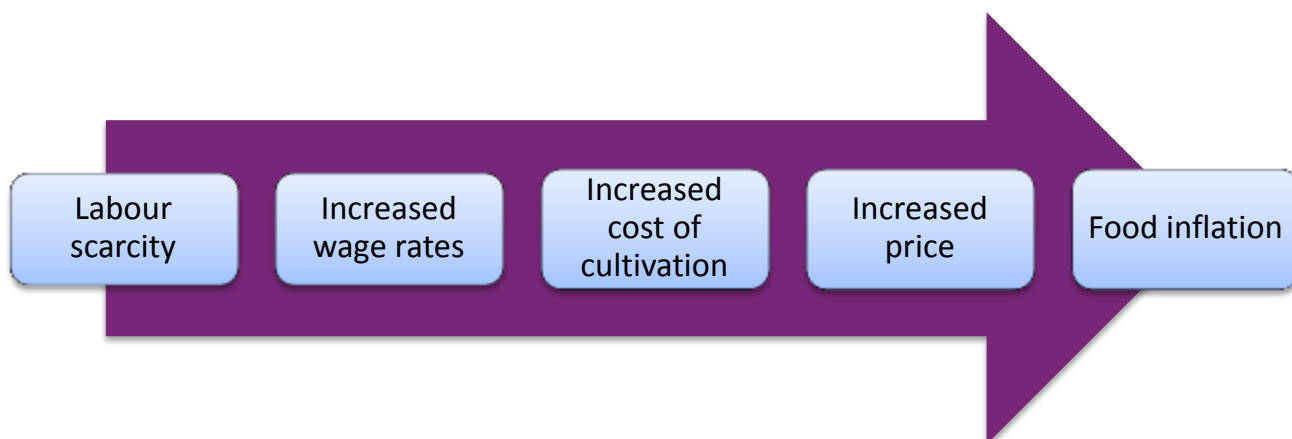 Labour
scarcity
Increased
wage rates
Increased
cost of
cultivation
Increased
price
Food inflation